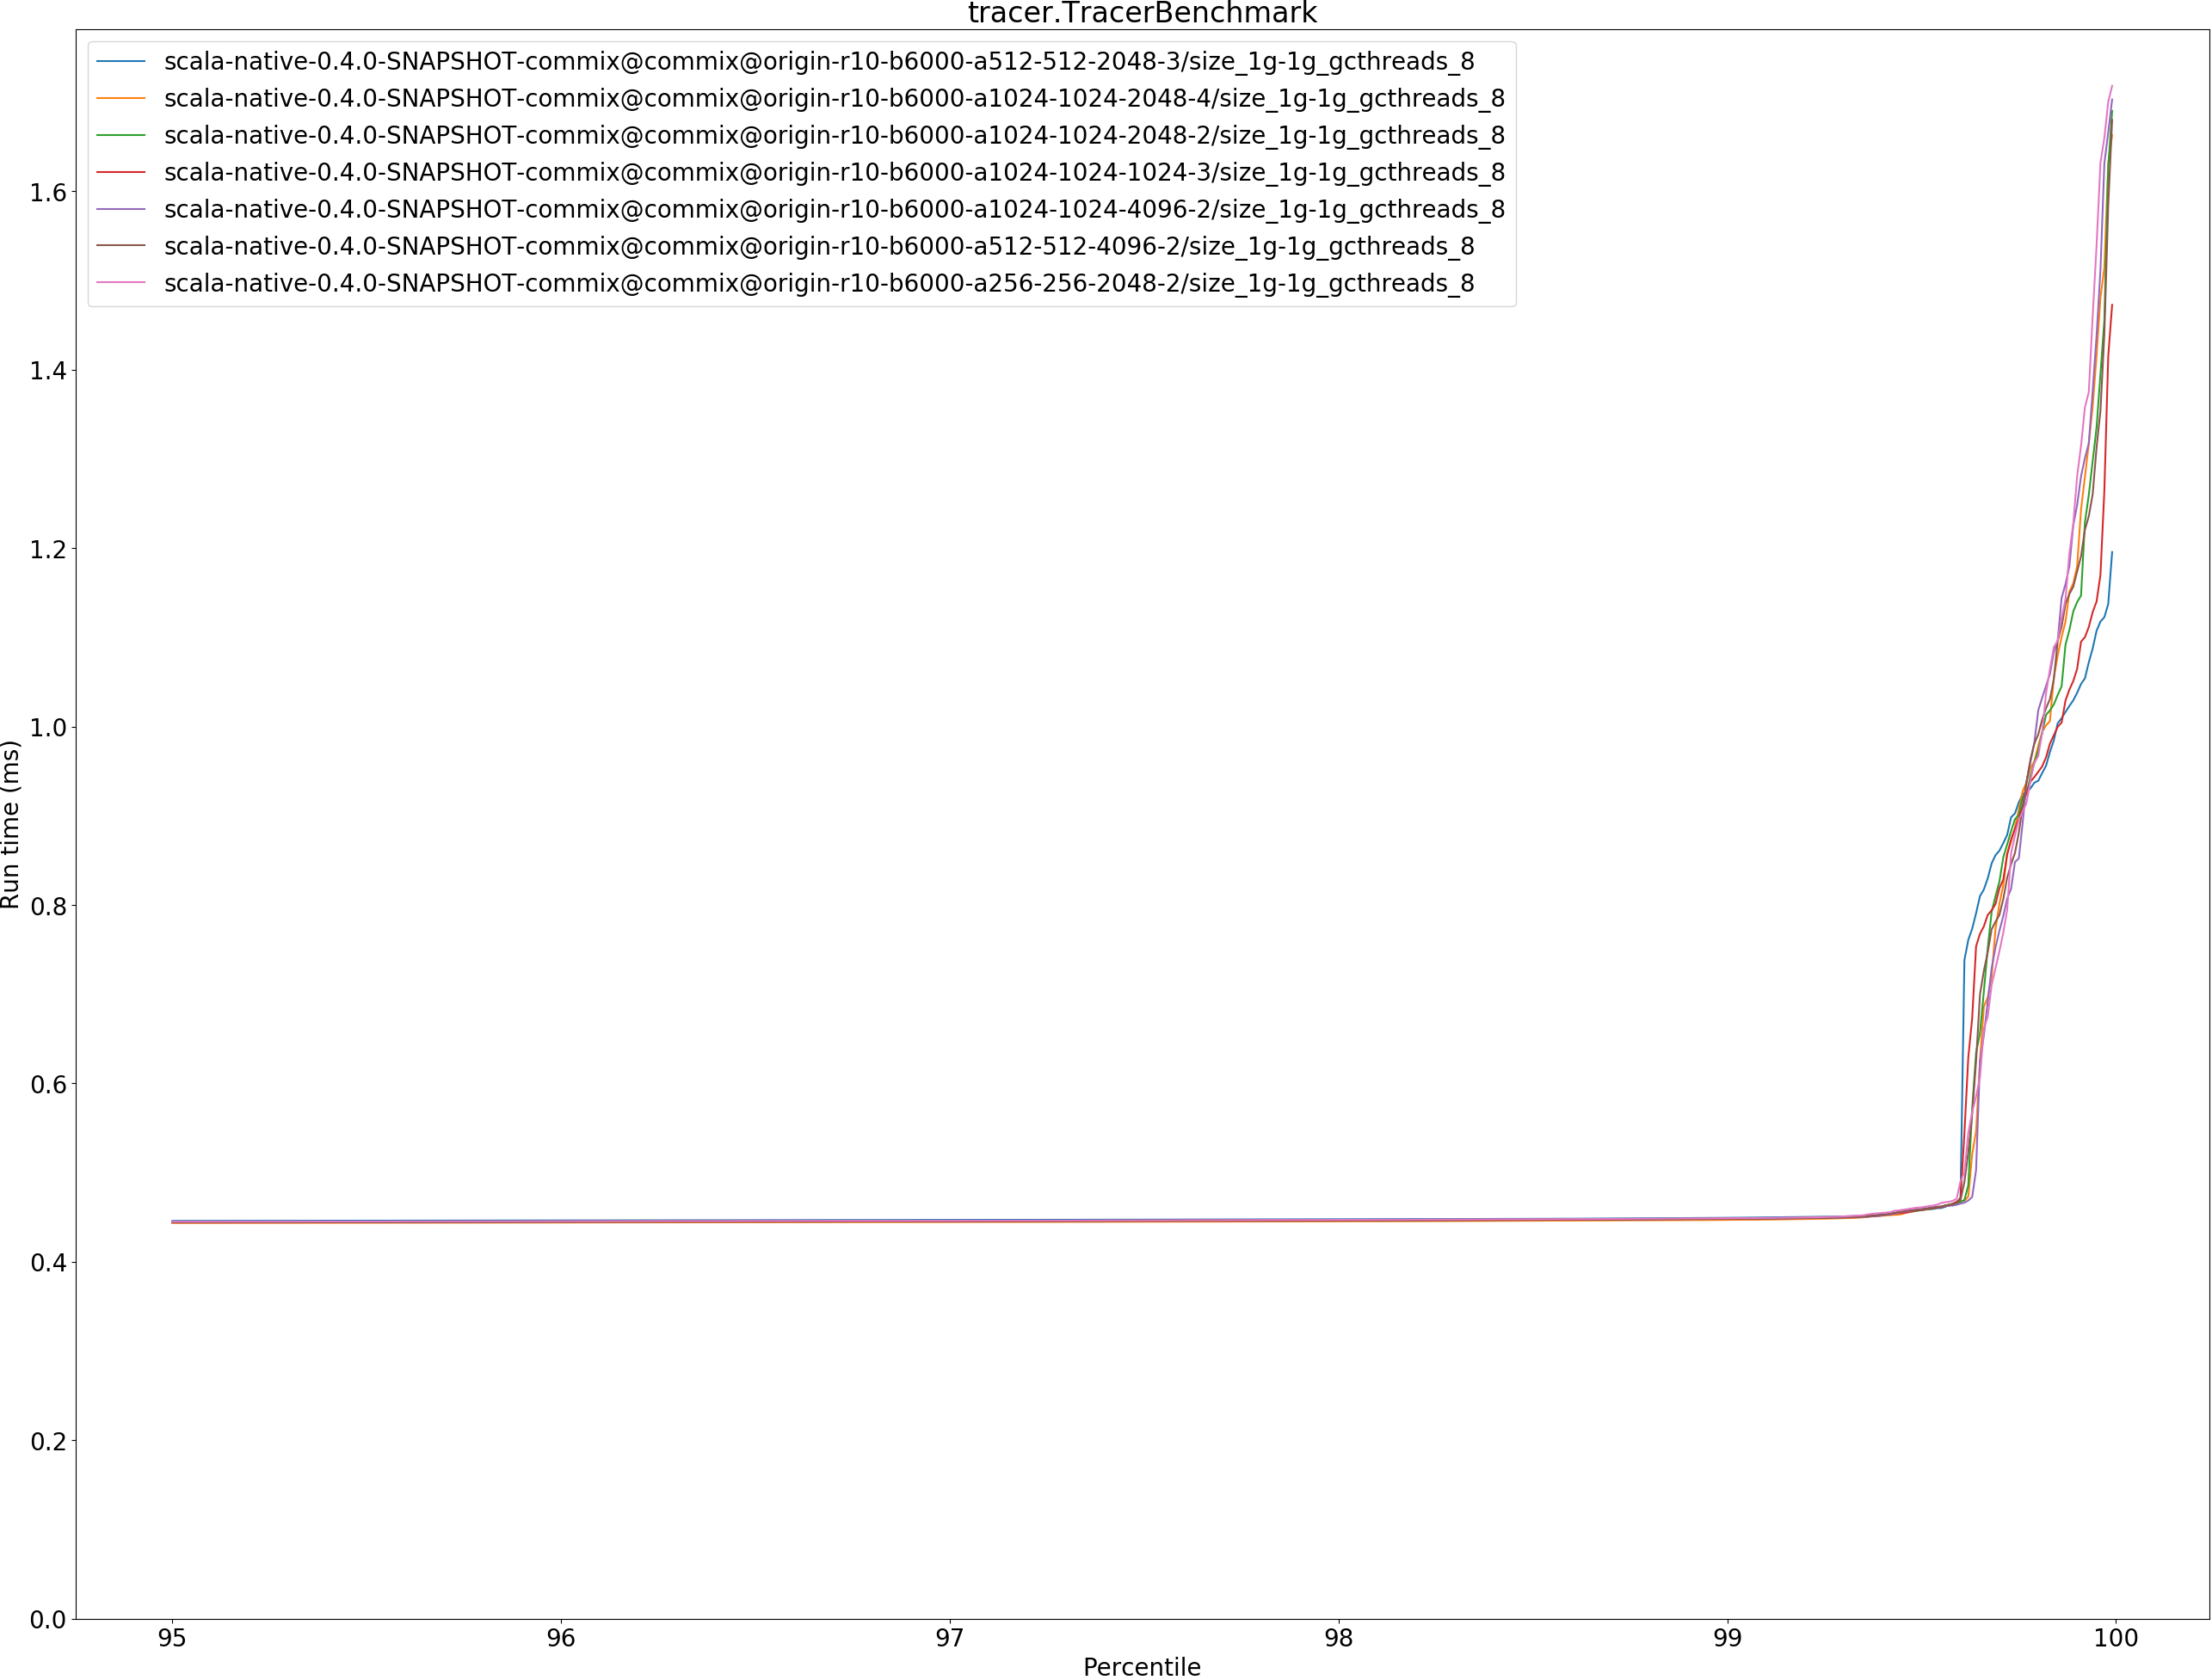 tracer.TracerBenchmark
scala-native-0.4.0-SNAPSHOT-commix@commix@origin-r10-b6000-a512-512-2048-3/size_1g-1g_gcthreads_8
scala-native-0.4.0-SNAPSHOT-commix@commix@origin-r10-b6000-a1024-1024-2048-4/size_1g-1g_gcthreads_8
scala-native-0.4.0-SNAPSHOT-commix@commix@origin-r10-b6000-a1024-1024-2048-2/size_1g-1g_gcthreads_8
scala-native-0.4.0-SNAPSHOT-commix@commix@origin-r10-b6000-a1024-1024-1024-3/size_1g-1g_gcthreads_8
scala-native-0.4.0-SNAPSHOT-commix@commix@origin-r10-b6000-a1024-1024-4096-2/size_1g-1g_gcthreads_8
scala-native-0.4.0-SNAPSHOT-commix@commix@origin-r10-b6000-a512-512-4096-2/size_1g-1g_gcthreads_8
scala-native-0.4.0-SNAPSHOT-commix@commix@origin-r10-b6000-a256-256-2048-2/size_1g-1g_gcthreads_8
1.6
1.4
1.2
1.0
0.8
0.6
0.4
0.2
0.0
Run time (ms)
95 96 97 98 99 100
Percentile